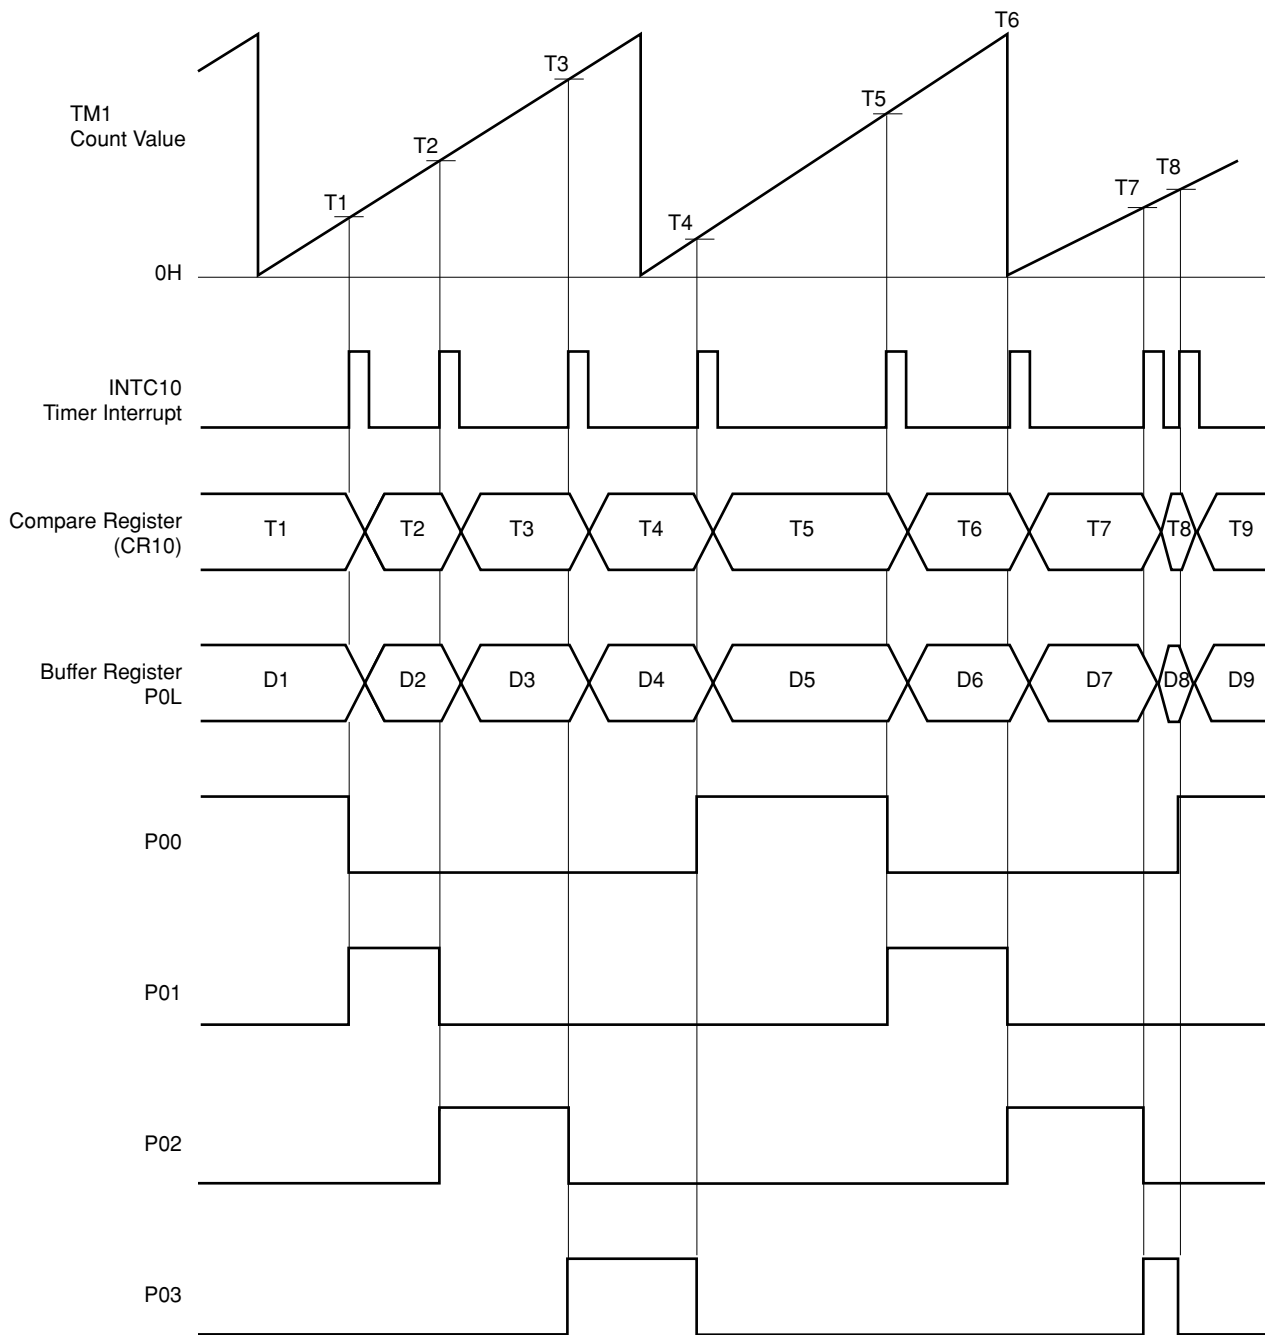 T6
T3
TM1
Count Value
T5
T2
T8
T7
T1
T4
0H
INTC10
Timer Interrupt
Compare Register
(CR10)
T1 T2 T3 T4 T5 T6 T7 T8 T9
Buffer Register
P0L
D1 D2 D3 D4 D5 D6 D7 D8 D9
P00
P01
P02
P03